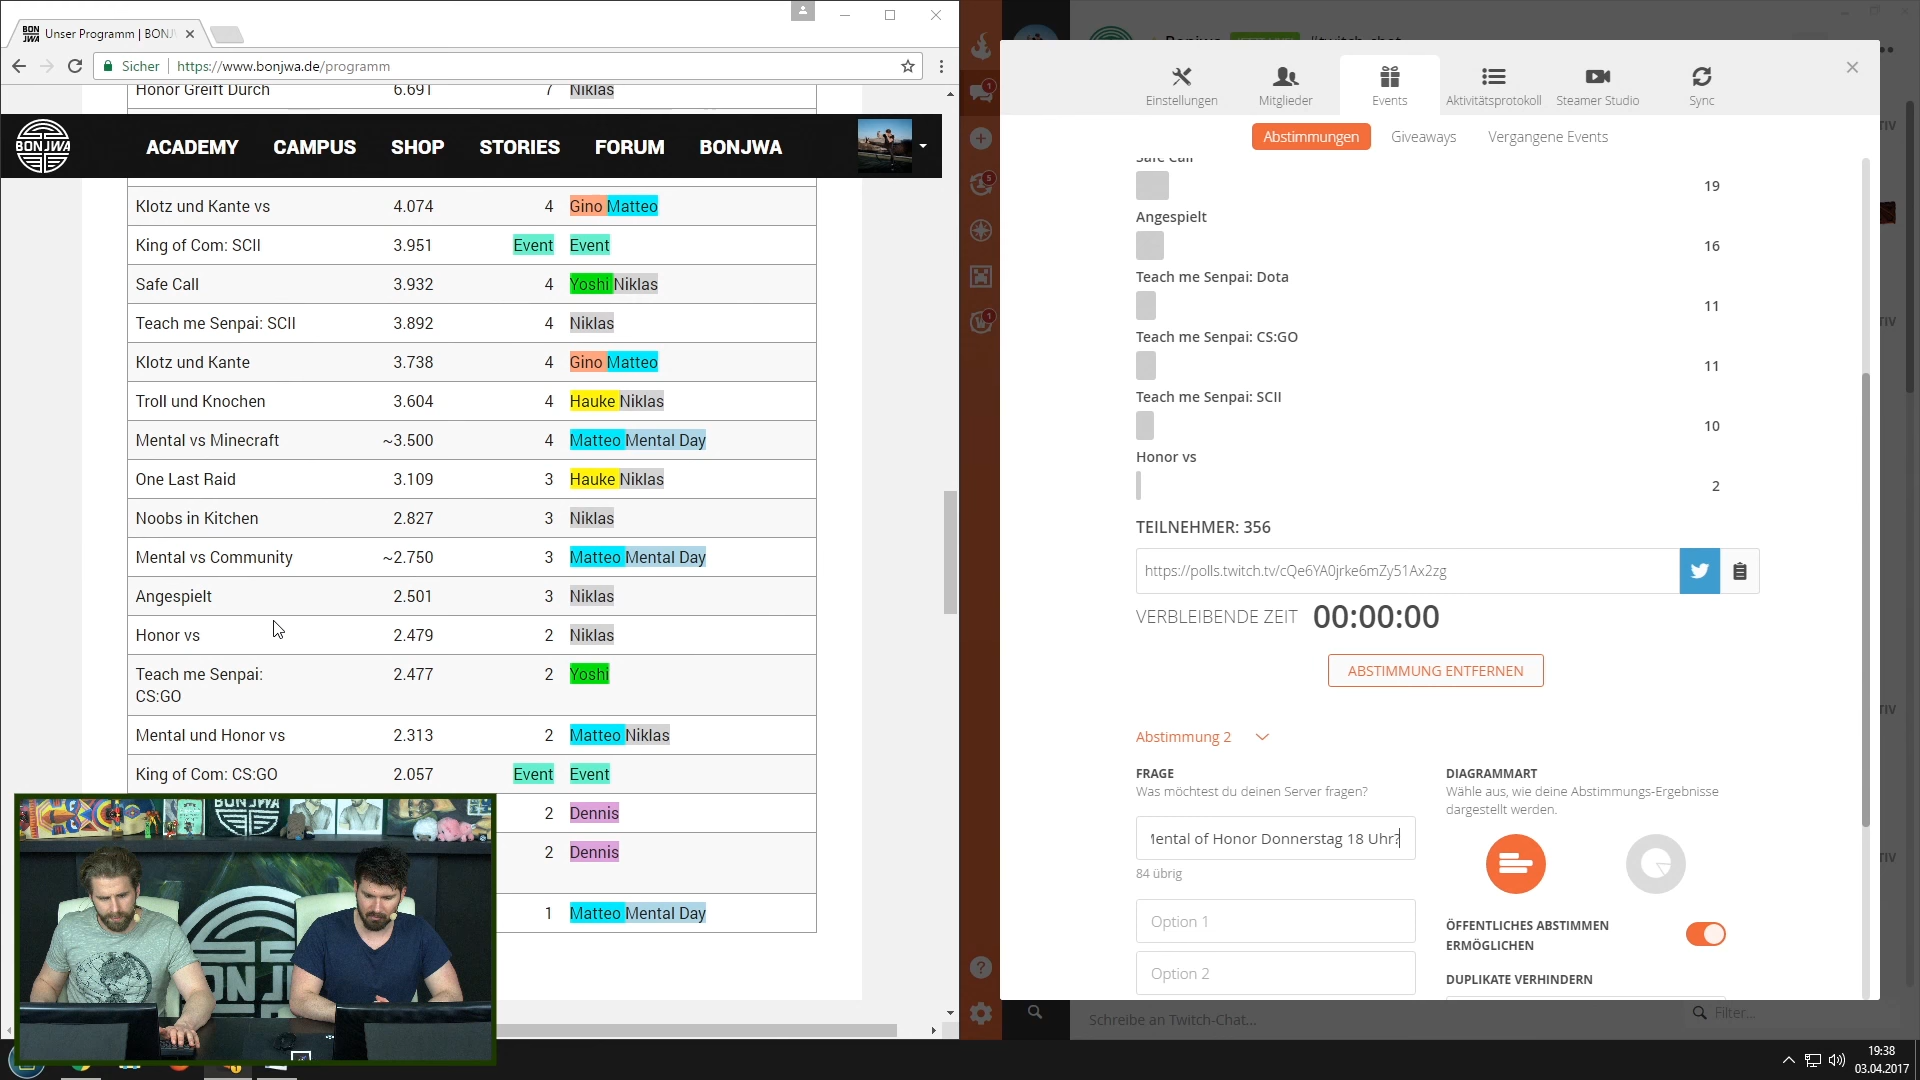 Unser Programm | BONJW
Sicher https://www.bonjwa.de/programm
Honor Greift Durch 6.691 7 Niklas
BONJWA ACADEMY CAMPUS SHOP STORIES FORUM BONJWA
Klotz und Kante vs 4.074 4 Gino Matteo
King of Com: SCII 3.951 Event Event
Safe Call 3.932 4 Yoshi Niklas
Teach me Senpai: SCII 3.892 4 Niklas
Klotz und Kante 3.738 4 Gino Matteo
Troll und Knochen 3.604 4 Hauke Niklas
Mental vs Minecraft ~3.500 4 Matteo Mental Day
One Last Raid 3.109 3 Hauke Niklas
Noobs in Kitchen 2.827 3 Niklas
Mental vs Community ~2.750 3 Matteo Mental Day
Angespielt 2.501 3 Niklas
Honor vs 2.479 2 Niklas
Teach me Senpai: 2.477 2 Yoshi
CS:GO
Mental und Honor vs 2.313 2 Matteo Niklas
King of Com: CS:GO 2.057 Event Event
2 Dennis
2 Dennis
1 Matteo Mental Day
BONJWA
Einstellungen Mitglieder Events Aktivitätsprotokoll Steamer Studio Sync
Abstimmungen Giveaways Vergangene Events
Safe Call
19
Angespielt
16
Teach me Senpai: Dota
11
Teach me Senpai: CS:GO
11
Teach me Senpai: SCII
10
Honor vs
2
TEILNEHMER: 356
https://polls.twitch.tv/cQe6YA0jrke6mZy51Ax2zg
VERBLEIBENDE ZEIT 00:00:00
ABSTIMMUNG ENTFERNEN
Abstimmung 2
FRAGE
Was möchtest du deinen Server fragen?
Mental of Honor Donnerstag 18 Uhr?
84 übrig
Option 1
Option 2
DIAGRAMMART
Wähle aus, wie deine Abstimmungs-Ergebnisse
dargestellt werden.
ÖFFENTLICHES ABSTIMMEN
ERMÖGLICHEN
DUPLIKATE VERHINDERN
Schreibe an Twitch-Chat...
Filter...
19:38
03.04.2017